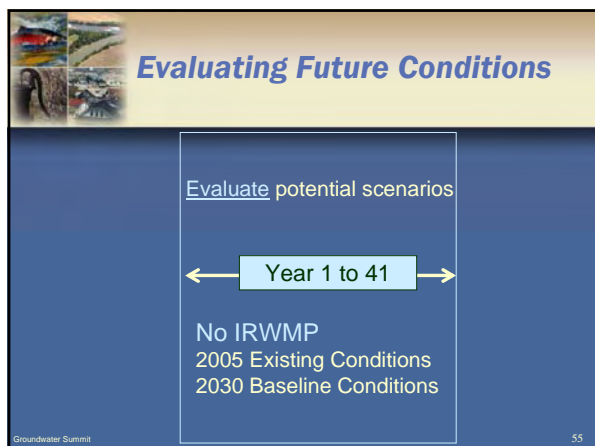 Evaluating Future Conditions
Evaluate potential scenarios
Year 1 to 41
No IRWMP
2005 Existing Conditions
2030 Baseline Conditions
Groundwater Summit
55